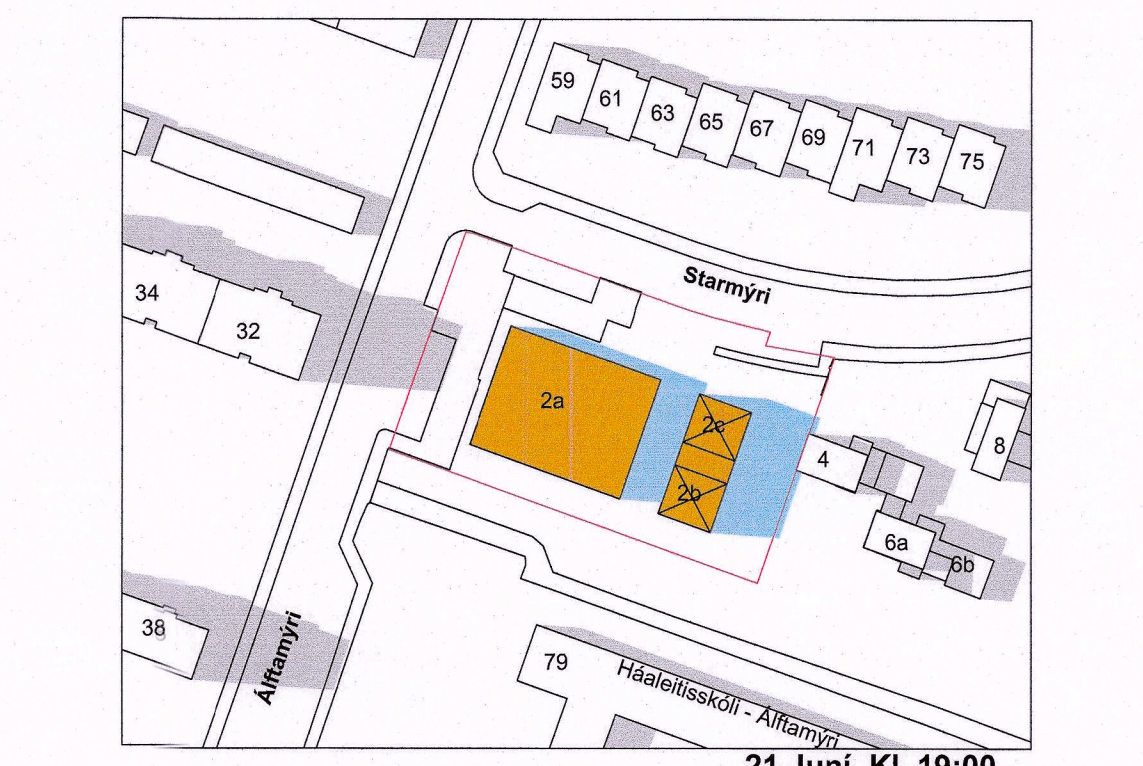 59
61
63
65
67
69
71
73
75
Starmýri
34
32
2a
2c
2b
4
8
6a
6b
38
Álftamýri
79
Háaleitisskóli - Álftamýri
21. Juní. Kl. 19:00